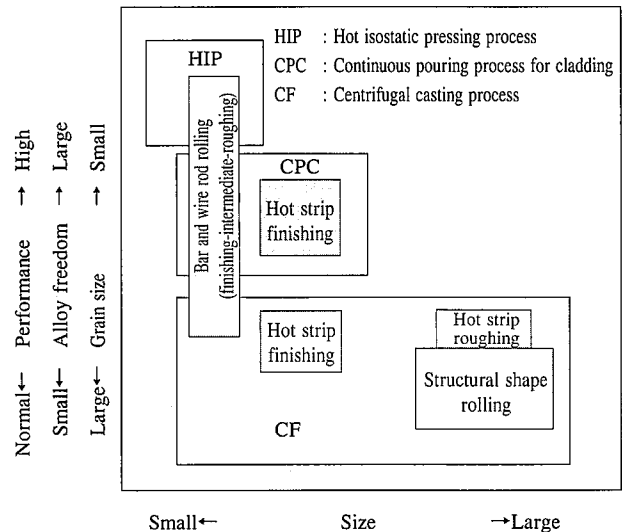 HIP : Hot isostatic pressing process
CPC : Continuous pouring process for cladding
CF : Centrifugal casting process
HIP
Bar and wire rod rolling
(finishing-intermediate-roughing)
CPC
Hot strip
finishing
Hot strip
finishing
Hot strip
roughing
Structural shape
rolling
CF
Normal← Performance → High
Small← Alloy freedom → Large
Large← Grain size → Small
Small← Size →Large